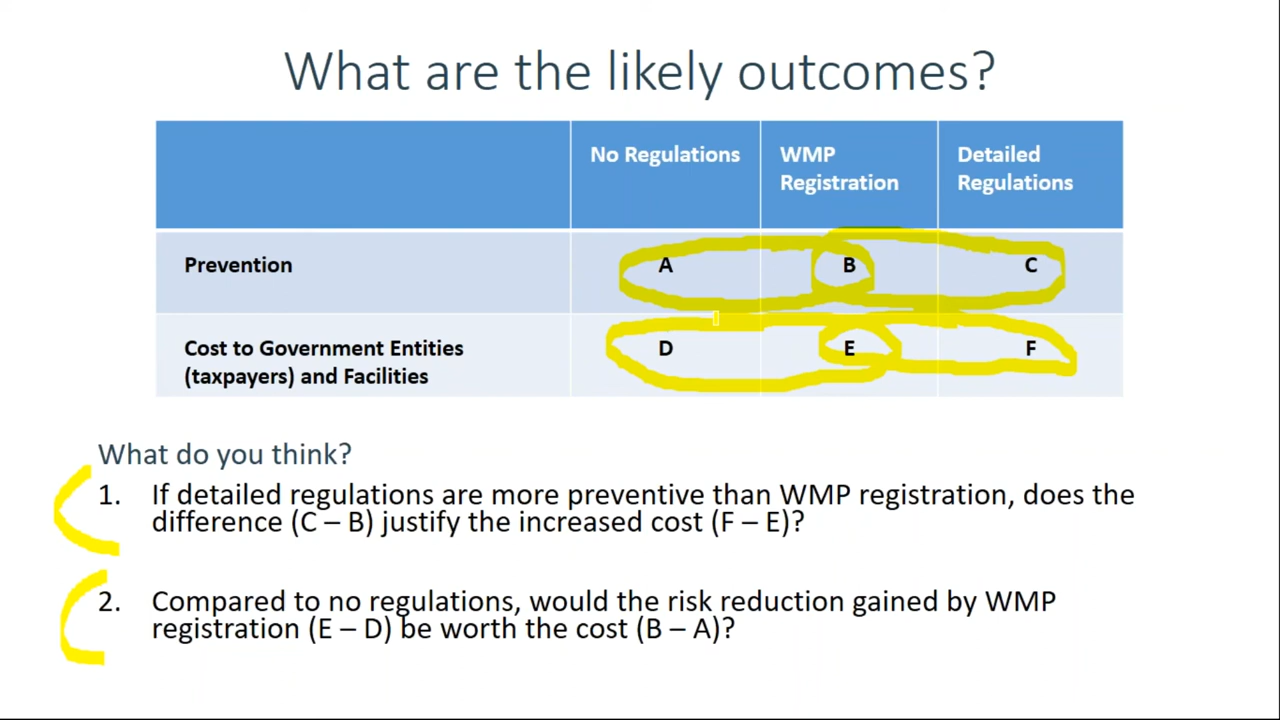 What are the likely outcomes?
No Regulations
WMP
Registration
Detailed
Regulations
Prevention
A
B
C
Cost to Government Entities
(taxpayers) and Facilities
D
E
F
What do you think?
1. If detailed regulations are more preventive than WMP registration, does the
difference (C – B) justify the increased cost (F – E)?
2. Compared to no regulations, would the risk reduction gained by WMP
registration (E – D) be worth the cost (B – A)?